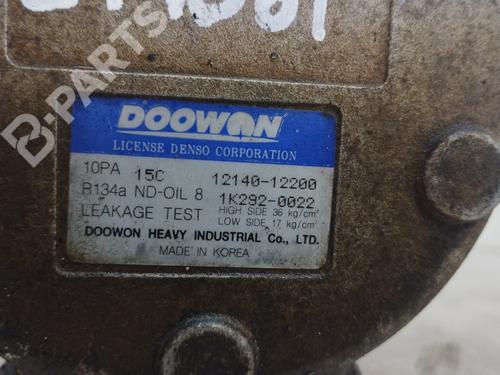 B-PARTS
DOOWON
LICENSE DENSO CORPORATION
10PA 15C 12140-12200
R134a ND-OIL 8 1K292-0022
LEAKAGE TEST HIGH SIDE 36 kg/cm²
LOW SIDE 17 kg/cm²
DOOWON HEAVY INDUSTRIAL Co., LTD.
MADE IN KOREA